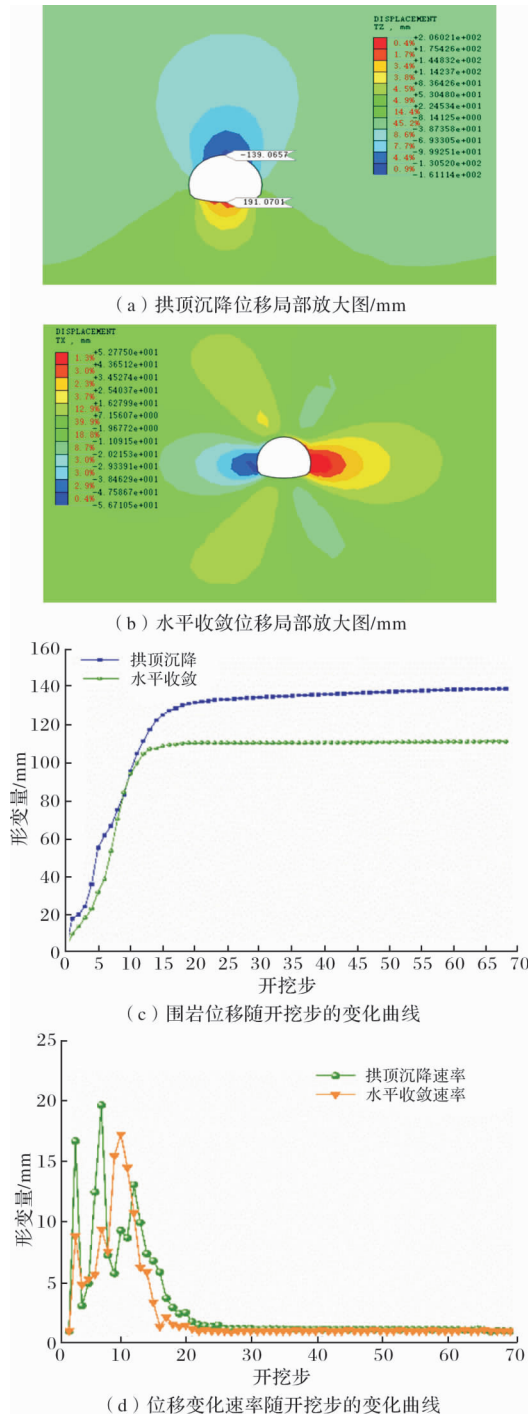 DISPLACEMENT
TZ , mm
+2.06021e+002
0.4%
+1.75426e+002
1.7%
+1.44832e+002
3.4%
+1.14237e+002
3.8%
+8.36426e+001
4.5%
+5.30480e+001
4.9%
+2.24534e+001
14.4%
-8.14125e+000
45.2%
-3.87358e+001
8.6%
-6.93305e+001
7.7%
-9.99251e+001
4.4%
-1.30520e+002
0.9%
-1.61114e+002
-139.0657
191.0701
(a)拱顶沉降位移局部放大图/mm
DISPLACEMENT
TX , mm
+5.27750e+001
1.3%
+4.36512e+001
3.0%
+3.45274e+001
2.3%
+2.54037e+001
3.7%
+1.62799e+001
12.9%
+7.15607e+000
39.9%
-1.96772e+000
18.8%
-1.10915e+001
8.7%
-2.02153e+001
3.0%
-2.93391e+001
3.0%
-3.84629e+001
2.9%
-4.75867e+001
0.4%
-5.67105e+001
(b)水平收敛位移局部放大图/mm
160
140
120
100
80
60
40
20
0
形变量/mm
拱顶沉降
水平收敛
0 5 10 15 20 25 30 35 40 45 50 55 60 65 70
开挖步
(c)围岩位移随开挖步的变化曲线
25
20
15
10
5
0
形变量/mm
拱顶沉降速率
水平收敛速率
0 10 20 30 40 50 60 70
开挖步
(d)位移变化速率随开挖步的变化曲线